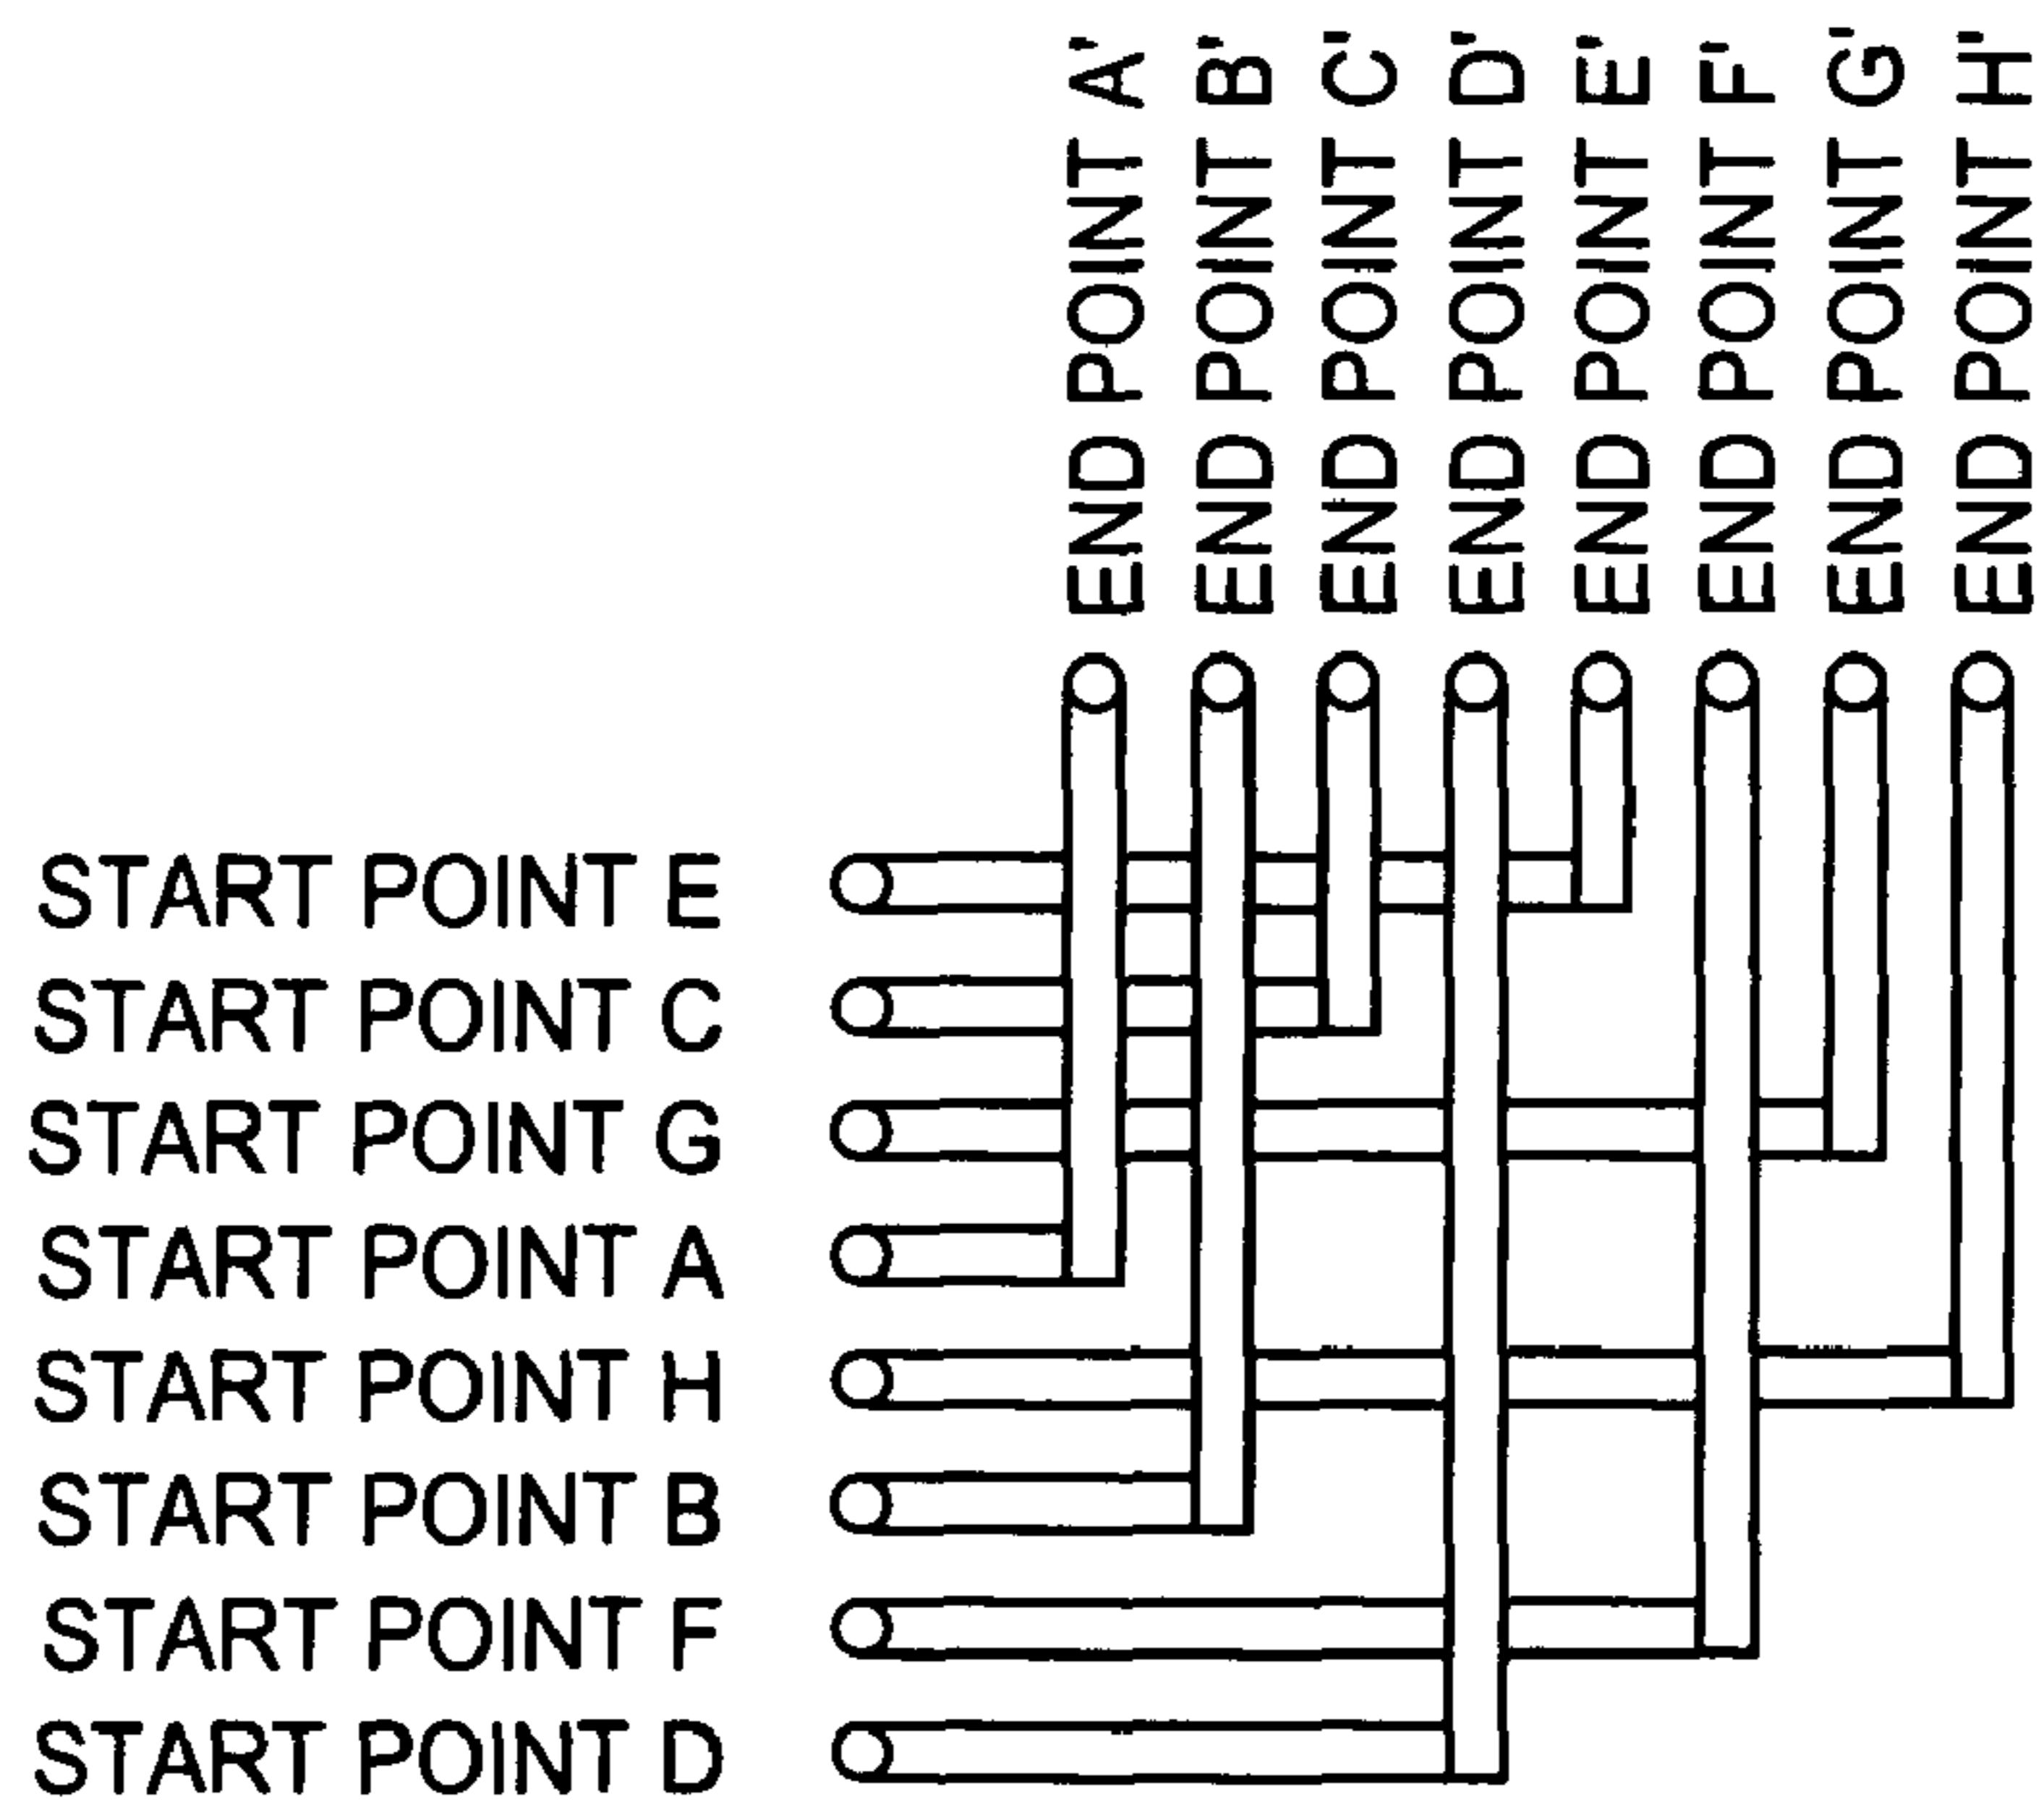 END POINT A'
END POINT B'
END POINT C'
END POINT D'
END POINT E'
END POINT F'
END POINT G'
END POINT H'
START POINT E
START POINT C
START POINT G
START POINT A
START POINT H
START POINT B
START POINT F
START POINT D